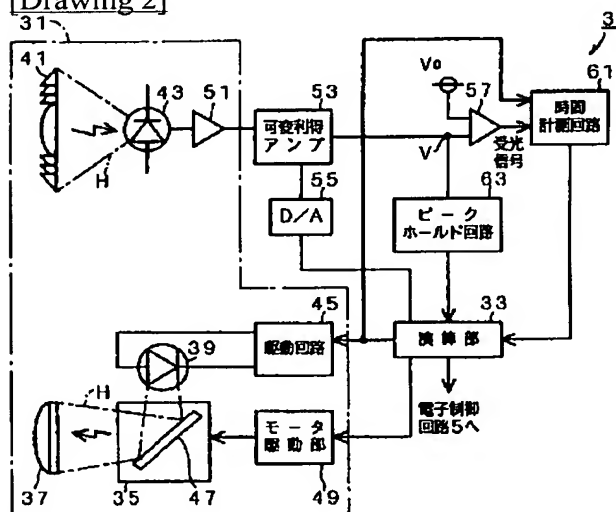 [Drawing 2]
31
3
41
43
51
53
可変利得
アンプ
V0
57
61
時間
計測回路
受光
信号
V
H
55
D/A
63
ピーク
ホールド回路
45
駆動回路
33
演算部
39
H
電子制御
回路5へ
モータ
駆動部
37
35
47
49